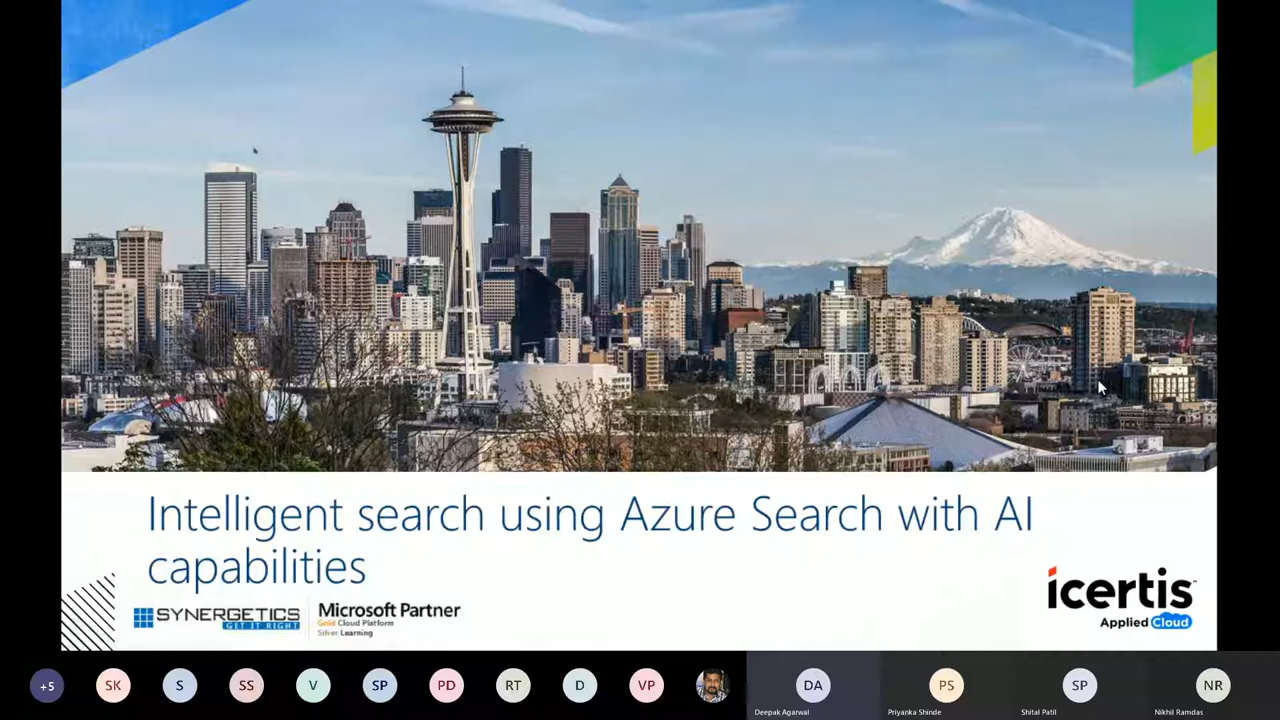 Intelligent search using Azure Search with AI
capabilities
SYNERGETICS
GET IT RIGHT
Microsoft Partner
Gold Cloud Platform
Silver Learning
icertis
Applied Cloud
+5
SK
S
SS
V
SP
PD
RT
D
VP
DA
PS
SP
NR
Deepak Agarwal
Priyanka Shinde
Shital Patil
Nikhil Ramdas